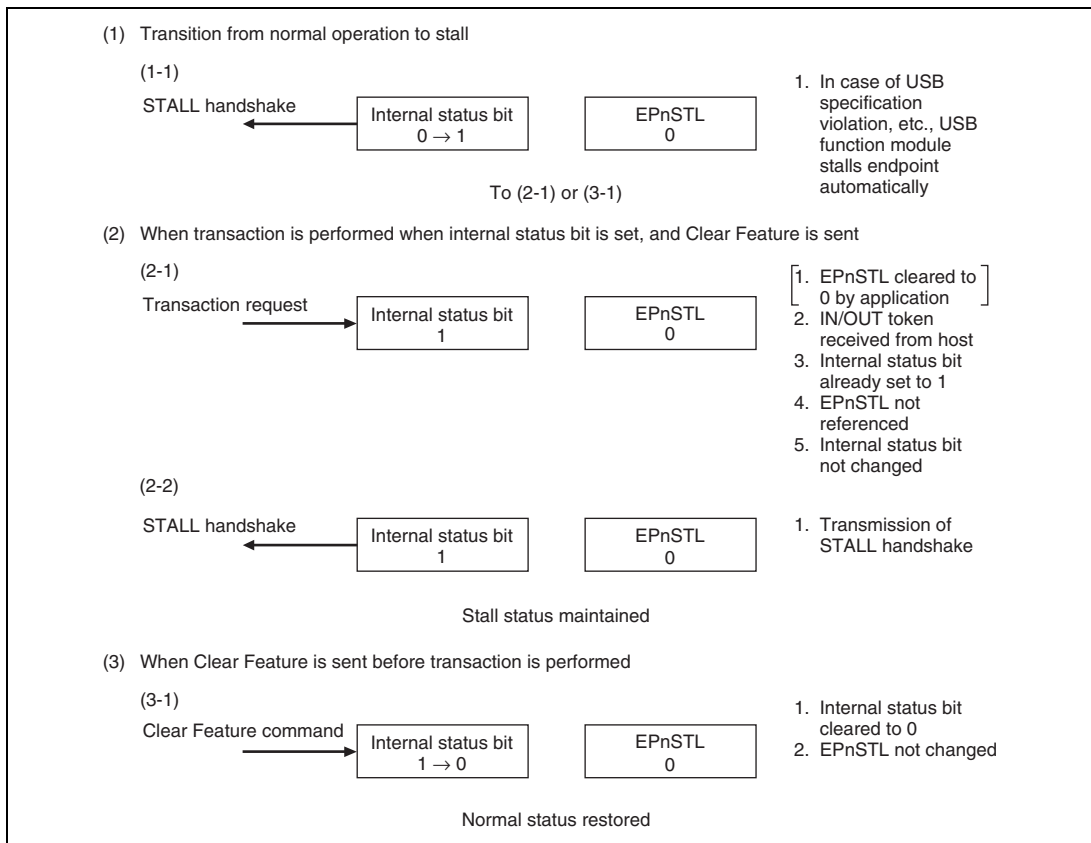 (1) Transition from normal operation to stall
(1-1)
STALL handshake
Internal status bit
0 → 1
EPnSTL
0
1. In case of USB
specification
violation, etc., USB
function module
stalls endpoint
automatically
To (2-1) or (3-1)
(2) When transaction is performed when internal status bit is set, and Clear Feature is sent
(2-1)
Transaction request
Internal status bit
1
EPnSTL
0
1. EPnSTL cleared to
0 by application
2. IN/OUT token
received from host
3. Internal status bit
already set to 1
4. EPnSTL not
referenced
5. Internal status bit
not changed
(2-2)
STALL handshake
Internal status bit
1
EPnSTL
0
1. Transmission of
STALL handshake
Stall status maintained
(3) When Clear Feature is sent before transaction is performed
(3-1)
Clear Feature command
Internal status bit
1 → 0
EPnSTL
0
1. Internal status bit
cleared to 0
2. EPnSTL not changed
Normal status restored